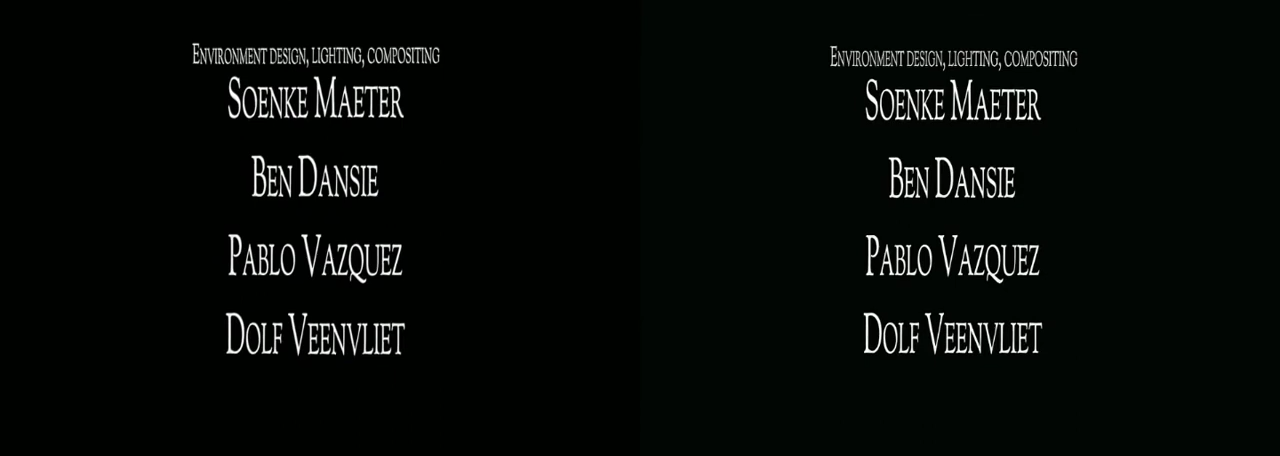 Environment design, lighting, compositing
Soenke Maeter
Ben Dansie
Pablo Vazquez
Dolf Veenvliet
Environment design, lighting, compositing
Soenke Maeter
Ben Dansie
Pablo Vazquez
Dolf Veenvliet